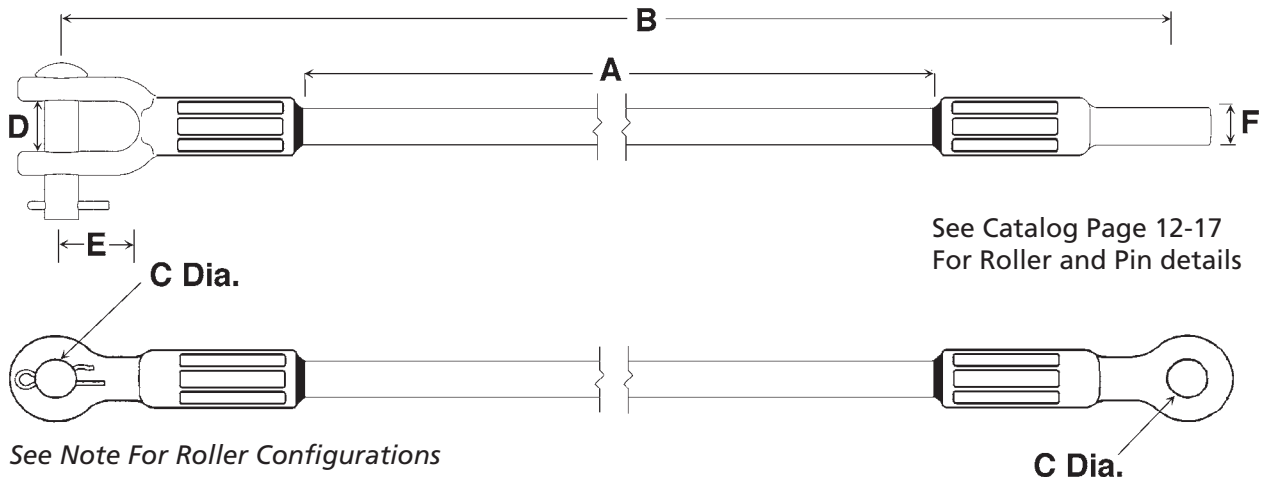 B
A
D
F
E
See Catalog Page 12-17
For Roller and Pin details
C Dia.
See Note For Roller Configurations
C Dia.